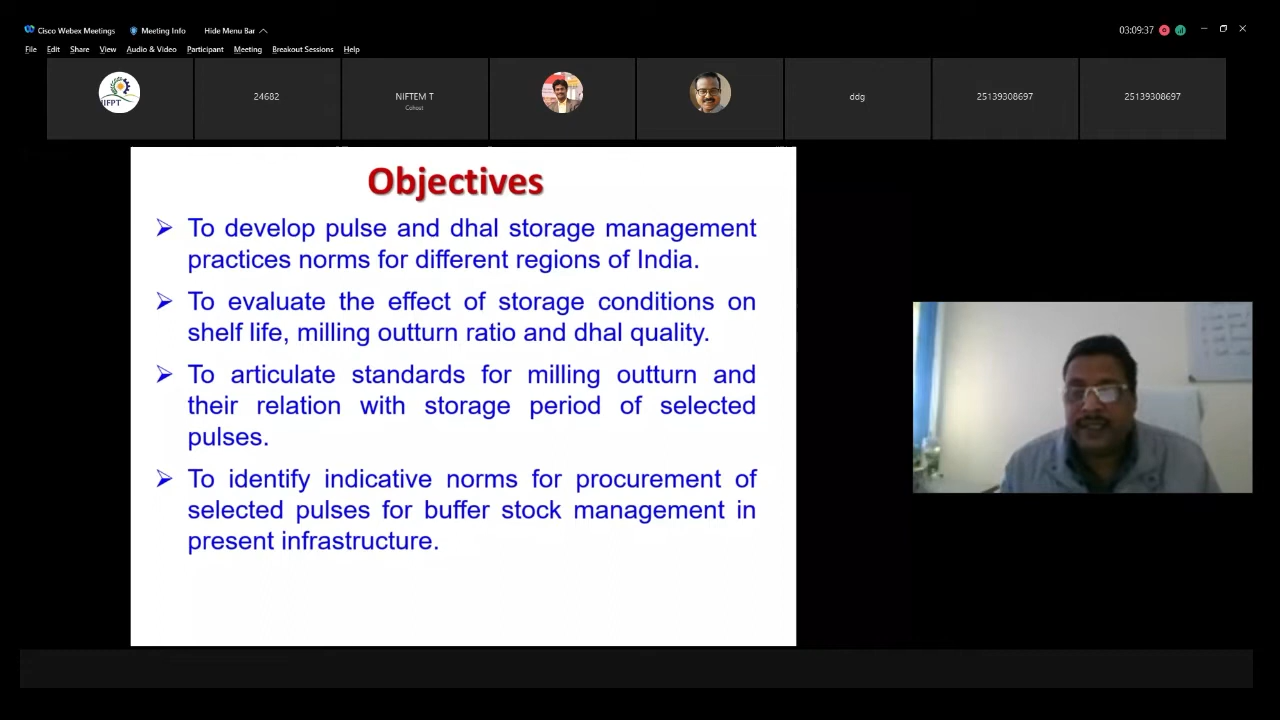 Cisco Webex Meetings Meeting Info Hide Menu Bar 03:09:37
File Edit Share View Audio & Video Participant Meeting Breakout Sessions Help
24682 NIFTEM T ddg 25139308697 25139308697
Cohost
Objectives
To develop pulse and dhal storage management
practices norms for different regions of India.
To evaluate the effect of storage conditions on
shelf life, milling outturn ratio and dhal quality.
To articulate standards for milling outturn and
their relation with storage period of selected
pulses.
To identify indicative norms for procurement of
selected pulses for buffer stock management in
present infrastructure.